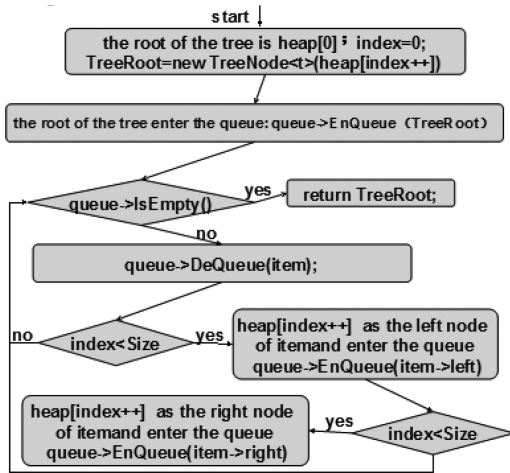 start
the root of the tree is heap[0]; index=0;
TreeRoot=new TreeNode<t>(heap[index++])
the root of the tree enter the queue:queue->EnQueue (TreeRoot)
queue->IsEmpty()
yes
return TreeRoot;
no
queue->DeQueue(item);
no
index<Size
yes
heap[index++] as the left node
of itemand enter the queue
queue->EnQueue(item->left)
heap[index++] as the right node
of itemand enter the queue
queue->EnQueue(item->right)
yes
index<Size